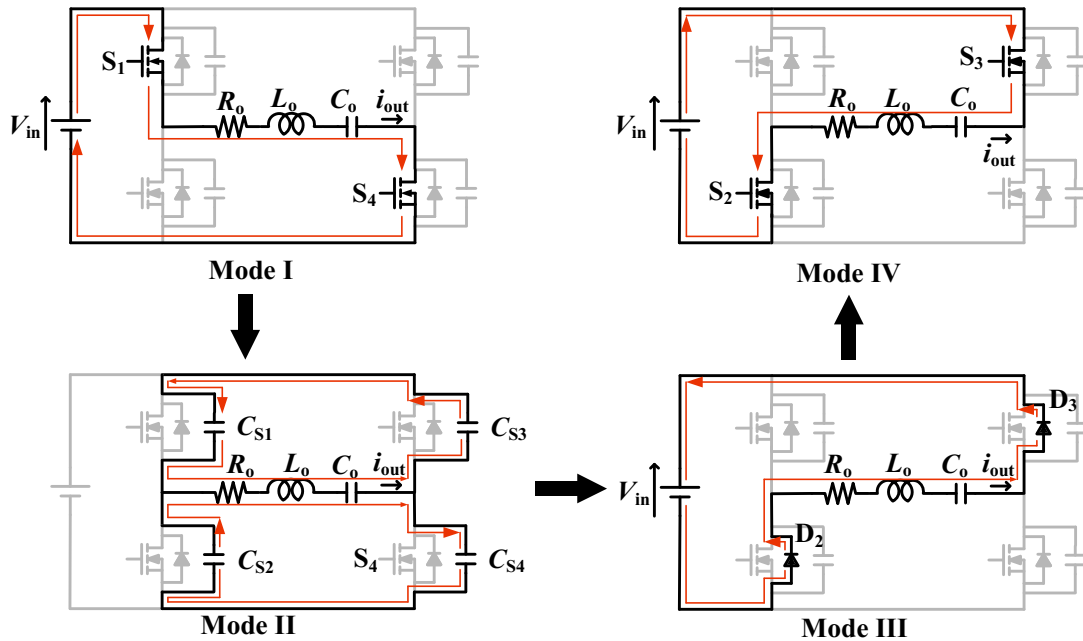 S1
Vin
Ro Lo Co iout
S4
Mode I
S3
Vin
Ro Lo Co
iout
S2
Mode IV
CS1 CS3
Ro Lo Co iout
CS2 S4 CS4
Mode II
D3
Vin
Ro Lo Co iout
D2
Mode III